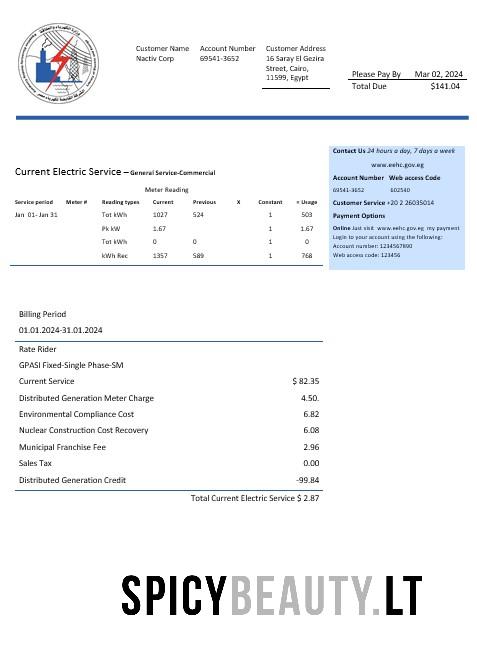 Customer Name Account Number Customer Address
Nactiv Corp 69541-3652 16 Saray El Gezira
Street, Cairo,
11599, Egypt
Please Pay By Mar 02, 2024
Total Due $141.04
Contact Us 24 hours a day, 7 days a week
www.eehc.gov.eg
Account Number Web access Code
69541-3652 602540
Customer Service +20 2 26035014
Payment Options
Online Just visit www.eehc.gov.eg my payment
Login to your account using the following:
Account number: 1234567890
Web access code: 123456
Current Electric Service – General Service-Commercial
Meter Reading
Service period Meter # Reading types Current Previous X Constant = Usage
Jan 01- Jan 31 Tot kWh 1027 524 1 503
Pk kW 1.67 1 1.67
Tot kWh 0 0 1 0
kWh Rec 1357 589 1 768
Billing Period
01.01.2024-31.01.2024
Rate Rider
GPASI Fixed-Single Phase-SM
Current Service $ 82.35
Distributed Generation Meter Charge 4.50.
Environmental Compliance Cost 6.82
Nuclear Construction Cost Recovery 6.08
Municipal Franchise Fee 2.96
Sales Tax 0.00
Distributed Generation Credit -99.84
Total Current Electric Service $ 2.87
SPICYBEAUTY.LT